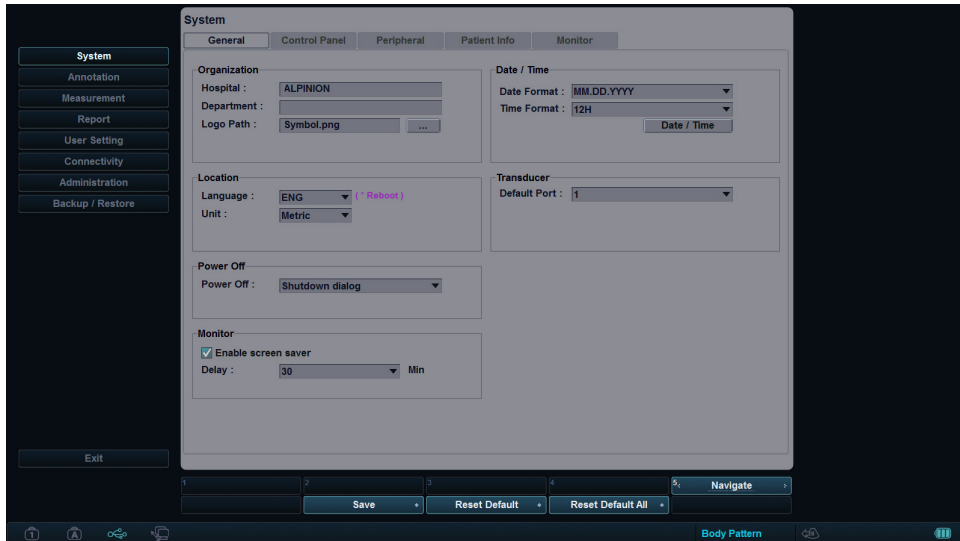 System
General Control Panel Peripheral Patient Info Monitor
System
Annotation
Measurement
Report
User Setting
Connectivity
Administration
Backup / Restore
Exit
Organization
Hospital : ALPINION
Department :
Logo Path : Symbol.png ...
Date / Time
Date Format : MM.DD.YYYY
Time Format : 12H
Date / Time
Location
Language : ENG ( * Reboot )
Unit : Metric
Transducer
Default Port : 1
Power Off
Power Off : Shutdown dialog
Monitor
Enable screen saver
Delay : 30 Min
1 2 3 4 5 Navigate
Save Reset Default Reset Default All
1 A Body Pattern